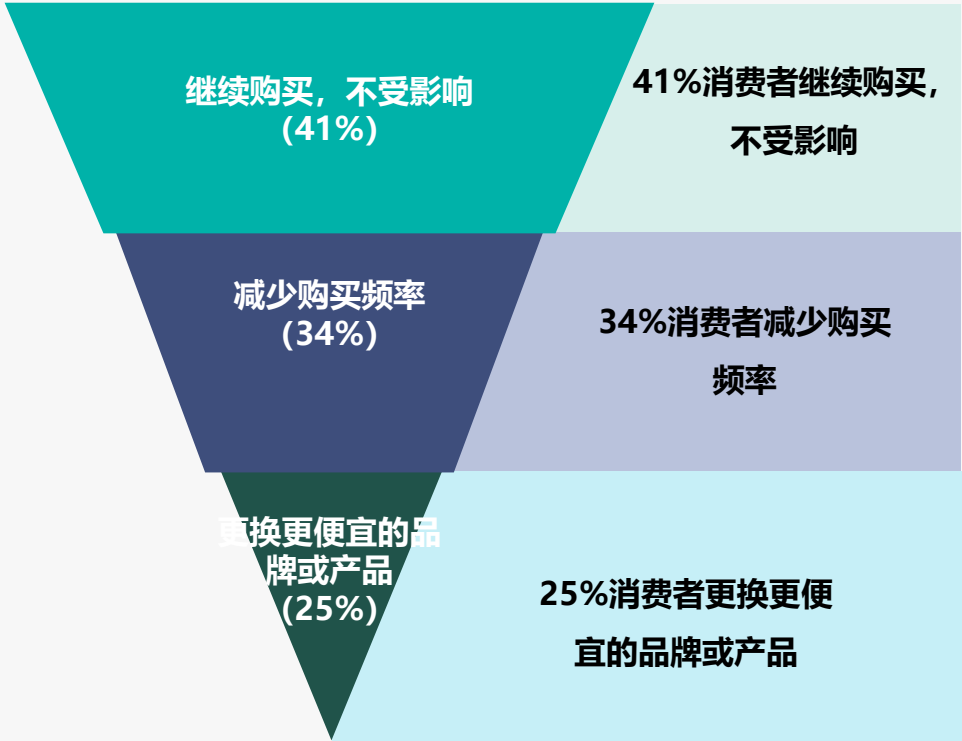 继续购买，不受影响
(41%)
41%消费者继续购买，
不受影响
减少购买频率
(34%)
34%消费者减少购买
频率
更换更便宜的品
牌或产品
(25%)
25%消费者更换更便
宜的品牌或产品